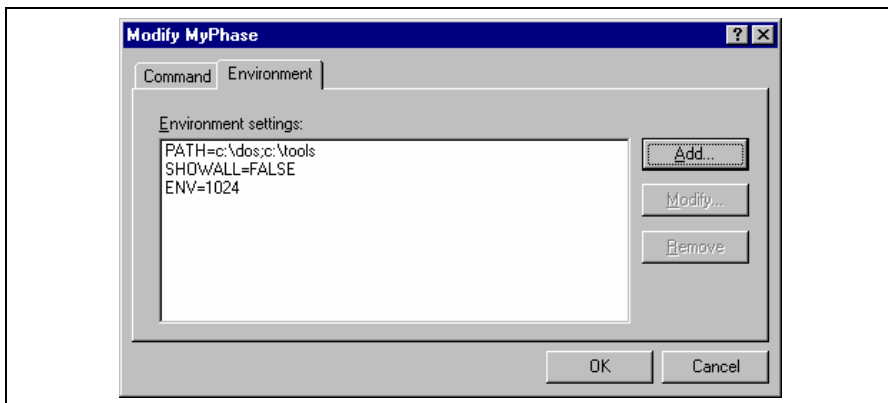 Modify MyPhase
Command Environment
Environment settings:
PATH=c:\dos;c:\tools
SHOWALL=FALSE
ENV=1024
Add...
Modify...
Remove
OK Cancel